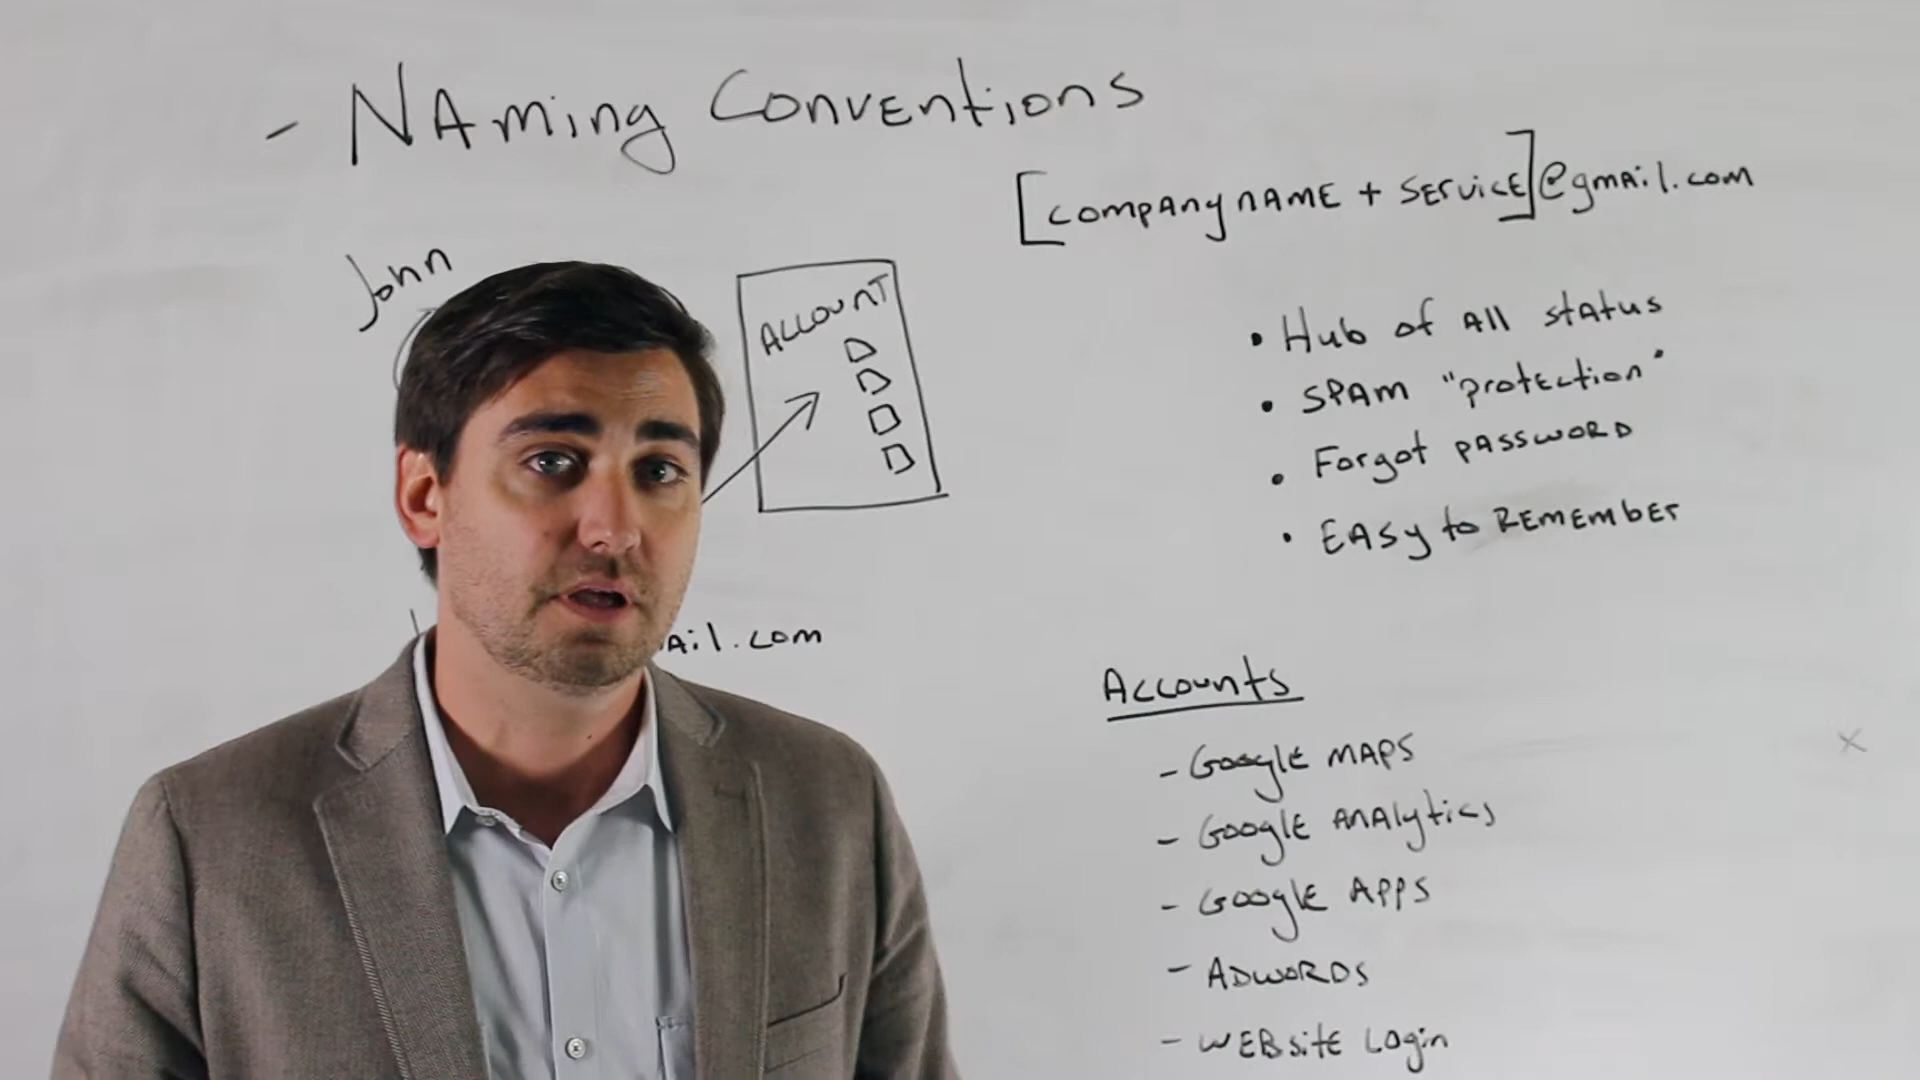 - Naming Conventions
[companyname + service]@gmail.com
John
Account
• Hub of all status
• Spam "protection"
• Forgot password
• Easy to Remember
ail.com
Accounts
- Google Maps
- Google Analytics
- Google Apps
- Adwords
- Website Login